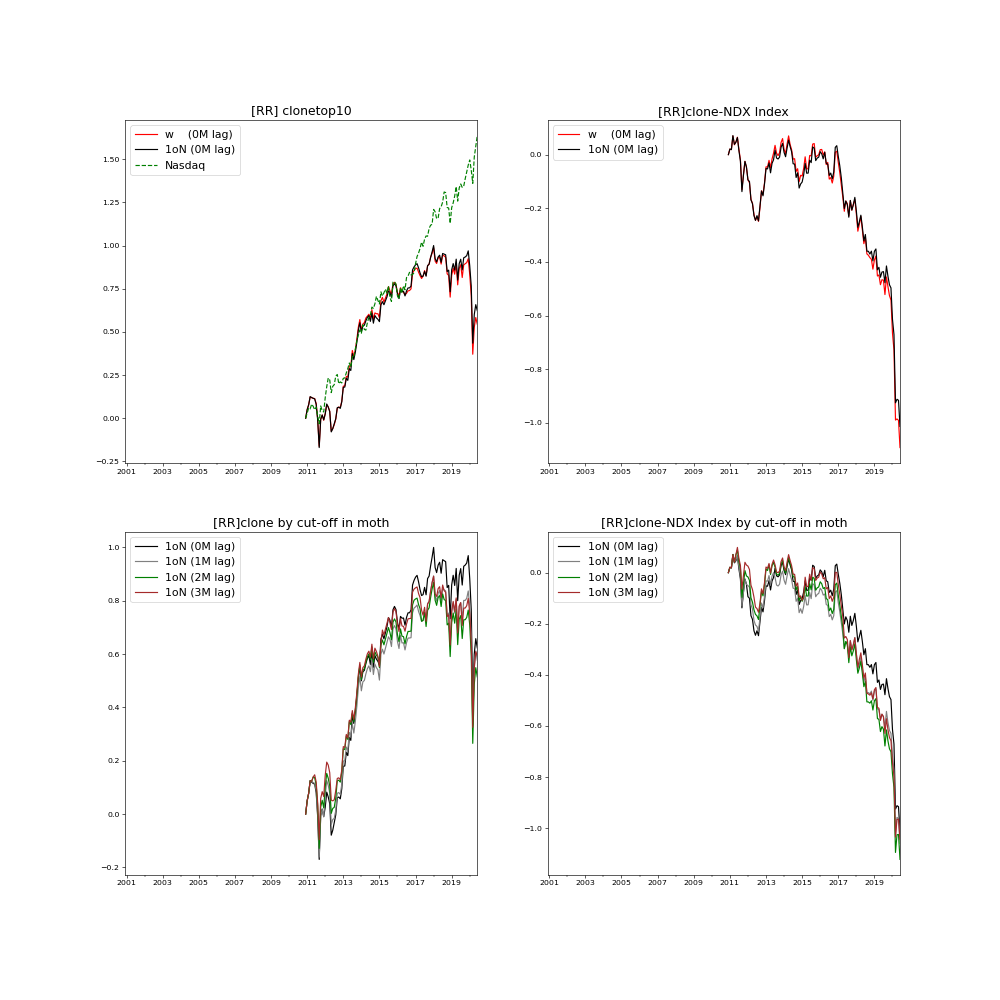 [RR] clonetop10
w    (0M lag)
1oN (0M lag)
Nasdaq
1.50
1.25
1.00
0.75
0.50
0.25
0.00
−0.25
2001 2003 2005 2007 2009 2011 2013 2015 2017 2019
[RR]clone-NDX Index
w    (0M lag)
1oN (0M lag)
0.0
−0.2
−0.4
−0.6
−0.8
−1.0
2001 2003 2005 2007 2009 2011 2013 2015 2017 2019
[RR]clone by cut-off in moth
1oN (0M lag)
1oN (1M lag)
1oN (2M lag)
1oN (3M lag)
1.0
0.8
0.6
0.4
0.2
0.0
−0.2
2001 2003 2005 2007 2009 2011 2013 2015 2017 2019
[RR]clone-NDX Index by cut-off in moth
1oN (0M lag)
1oN (1M lag)
1oN (2M lag)
1oN (3M lag)
0.0
−0.2
−0.4
−0.6
−0.8
−1.0
2001 2003 2005 2007 2009 2011 2013 2015 2017 2019